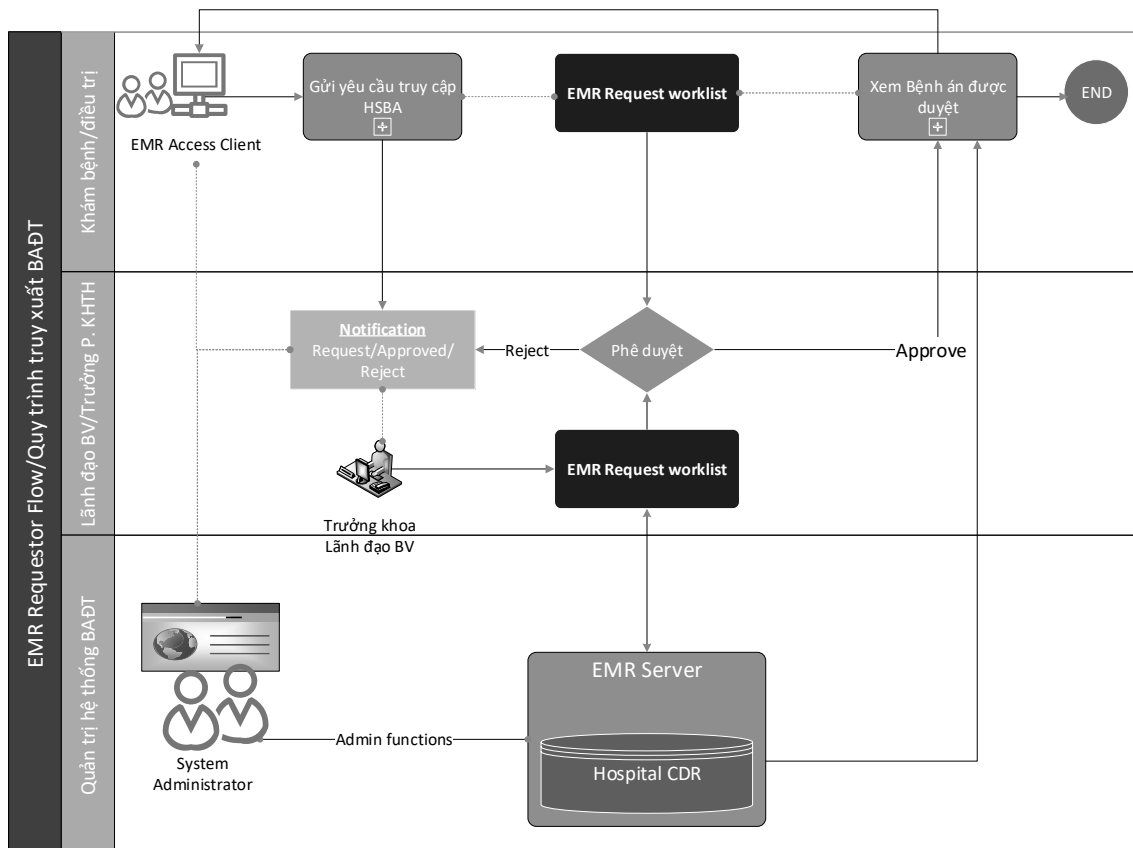 EMR Requestor Flow/Quy trình truy xuất BAĐT
Khám bệnh/điều trị
EMR Access Client
Gửi yêu cầu truy cập
HSBA
EMR Request worklist
Xem Bệnh án được
duyệt
END
Lãnh đạo BV/Trưởng P. KHTH
Notification
Request/Approved/
Reject
Reject
Phê duyệt
Approve
EMR Request worklist
Trưởng khoa
Lãnh đạo BV
Quản trị hệ thống BAĐT
System
Administrator
Admin functions
EMR Server
Hospital CDR